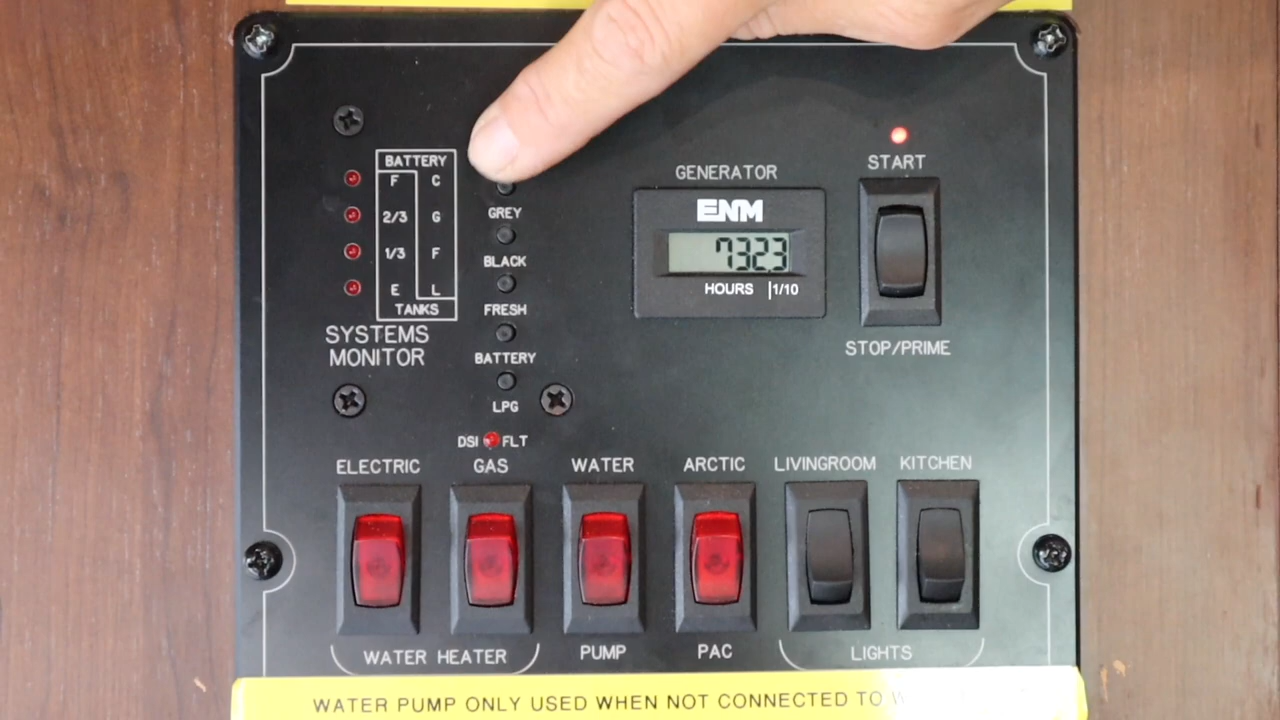 BATTERY
F C
2/3 G
1/3 F
E L
TANKS
SYSTEMS
MONITOR
GREY
BLACK
FRESH
BATTERY
LPG
DSI FLT
GENERATOR
ENM
7323
HOURS 1/10
START
STOP/PRIME
ELECTRIC GAS WATER ARCTIC LIVINGROOM KITCHEN
WATER HEATER PUMP PAC LIGHTS
WATER PUMP ONLY USED WHEN NOT CONNECTED TO